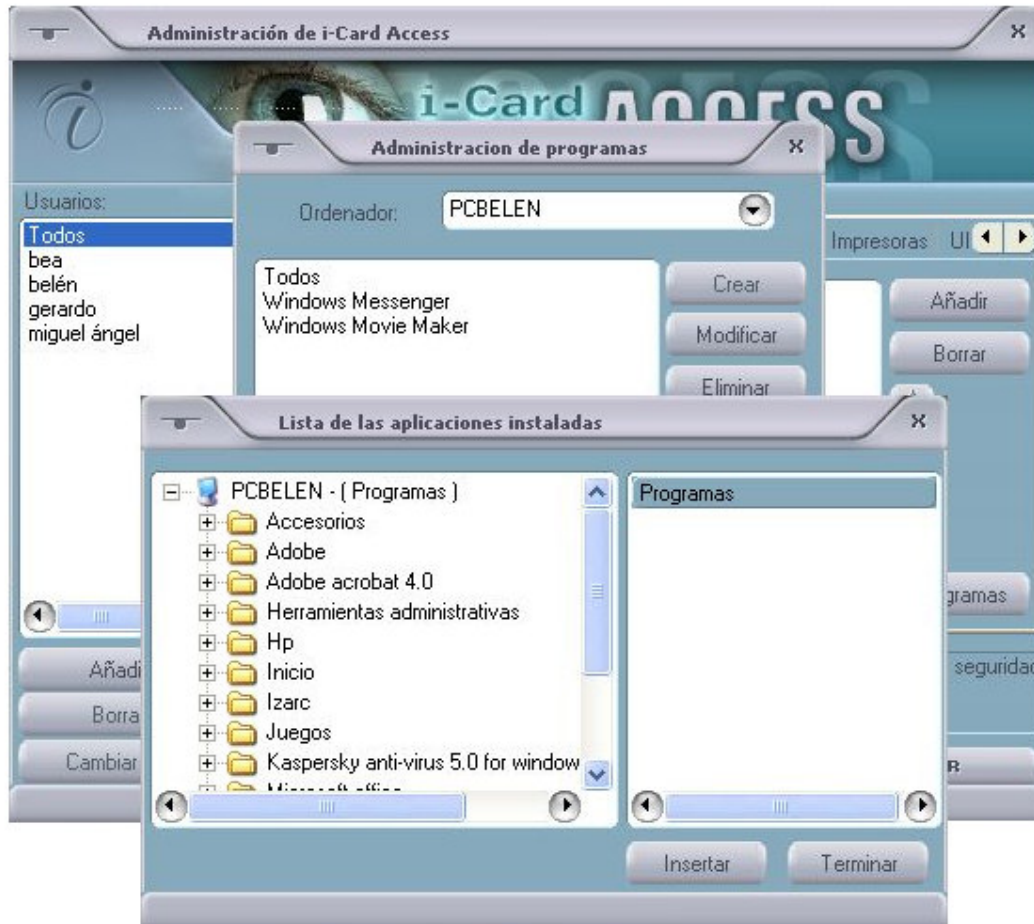 Administración de i-Card Access
i-Card ACCESS
Usuarios:
Todos
bea
belén
gerardo
miguel ángel
Impresoras
Añadir
Borrar
seguridad
Cambiar
Administracion de programas
Ordenador:
PCBELEN
Todos
Windows Messenger
Windows Movie Maker
Crear
Modificar
Eliminar
Lista de las aplicaciones instaladas
PCBELEN - ( Programas )
Accesorios
Adobe
Adobe acrobat 4.0
Herramientas administrativas
Hp
Inicio
Izarc
Juegos
Kaspersky anti-virus 5.0 for window
Programas
Insertar
Terminar